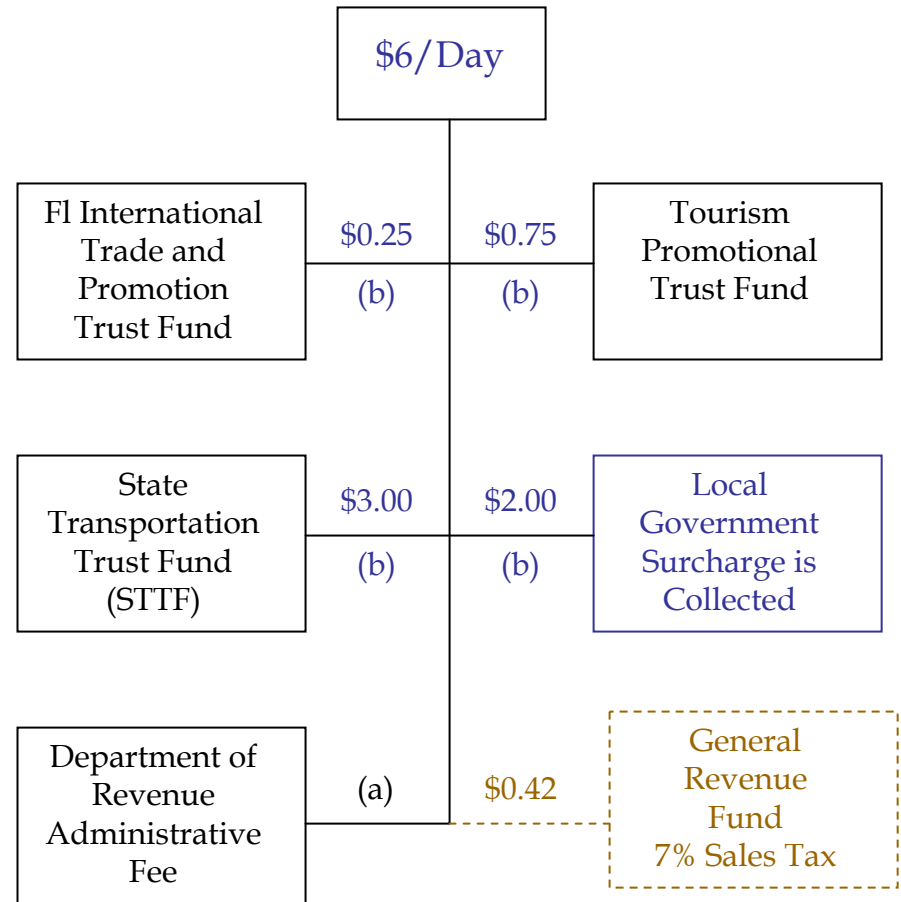 $6/Day
Fl International
Trade and
Promotion
Trust Fund
$0.25
(b)
$0.75
(b)
Tourism
Promotional
Trust Fund
State
Transportation
Trust Fund
(STTF)
$3.00
(b)
$2.00
(b)
Local
Government
Surcharge is
Collected
Department of
Revenue
Administrative
Fee
(a)
$0.42
General
Revenue
Fund
7% Sales Tax